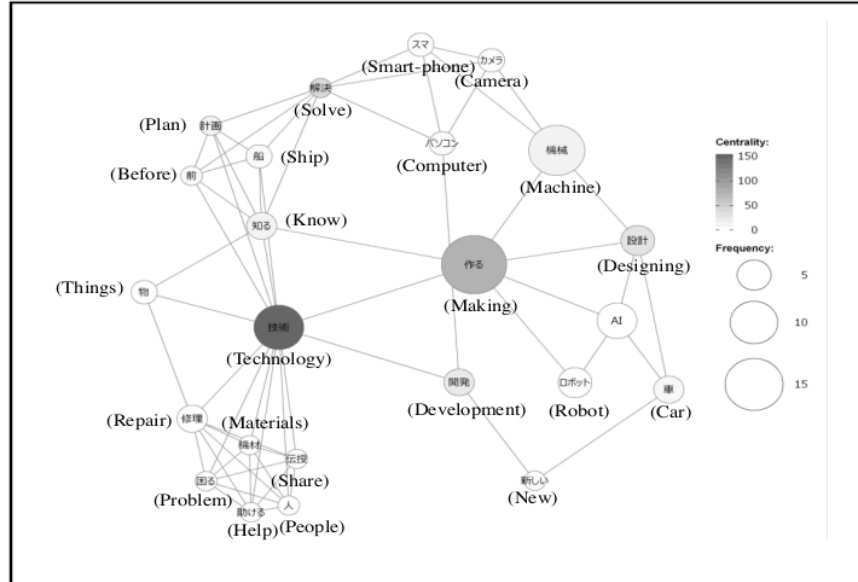 スマ
(Smart-phone)
カメラ
(Camera)
解決
(Solve)
計画
(Plan)
船
(Ship)
パソコン
(Computer)
機械
(Machine)
前
(Before)
知る
(Know)
設計
(Designing)
作る
(Making)
物
(Things)
技術
(Technology)
AI
開発
(Development)
ロボット
(Robot)
車
(Car)
修理
(Repair)
(Materials)
機材
伝授
(Share)
困る
(Problem)
助ける
(Help)
人
(People)
新しい
(New)
Centrality:
150
100
50
0
Frequency:
5
10
15